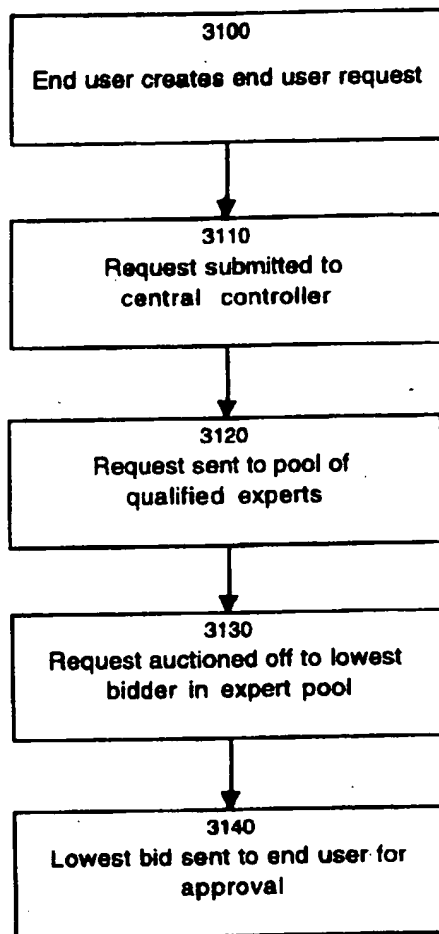 3100
End user creates end user request
3110
Request submitted to
central controller
3120
Request sent to pool of
qualified experts
3130
Request auctioned off to lowest
bidder in expert pool
3140
Lowest bid sent to end user for
approval